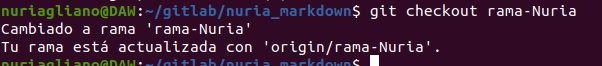 nuriagliano@DAW:~/gitlab/nuria_markdown$ git checkout rama-Nuria
Cambiado a rama 'rama-Nuria'
Tu rama está actualizada con 'origin/rama-Nuria'.
nuriagliano@DAW:~/gitlab/nuria_markdown$